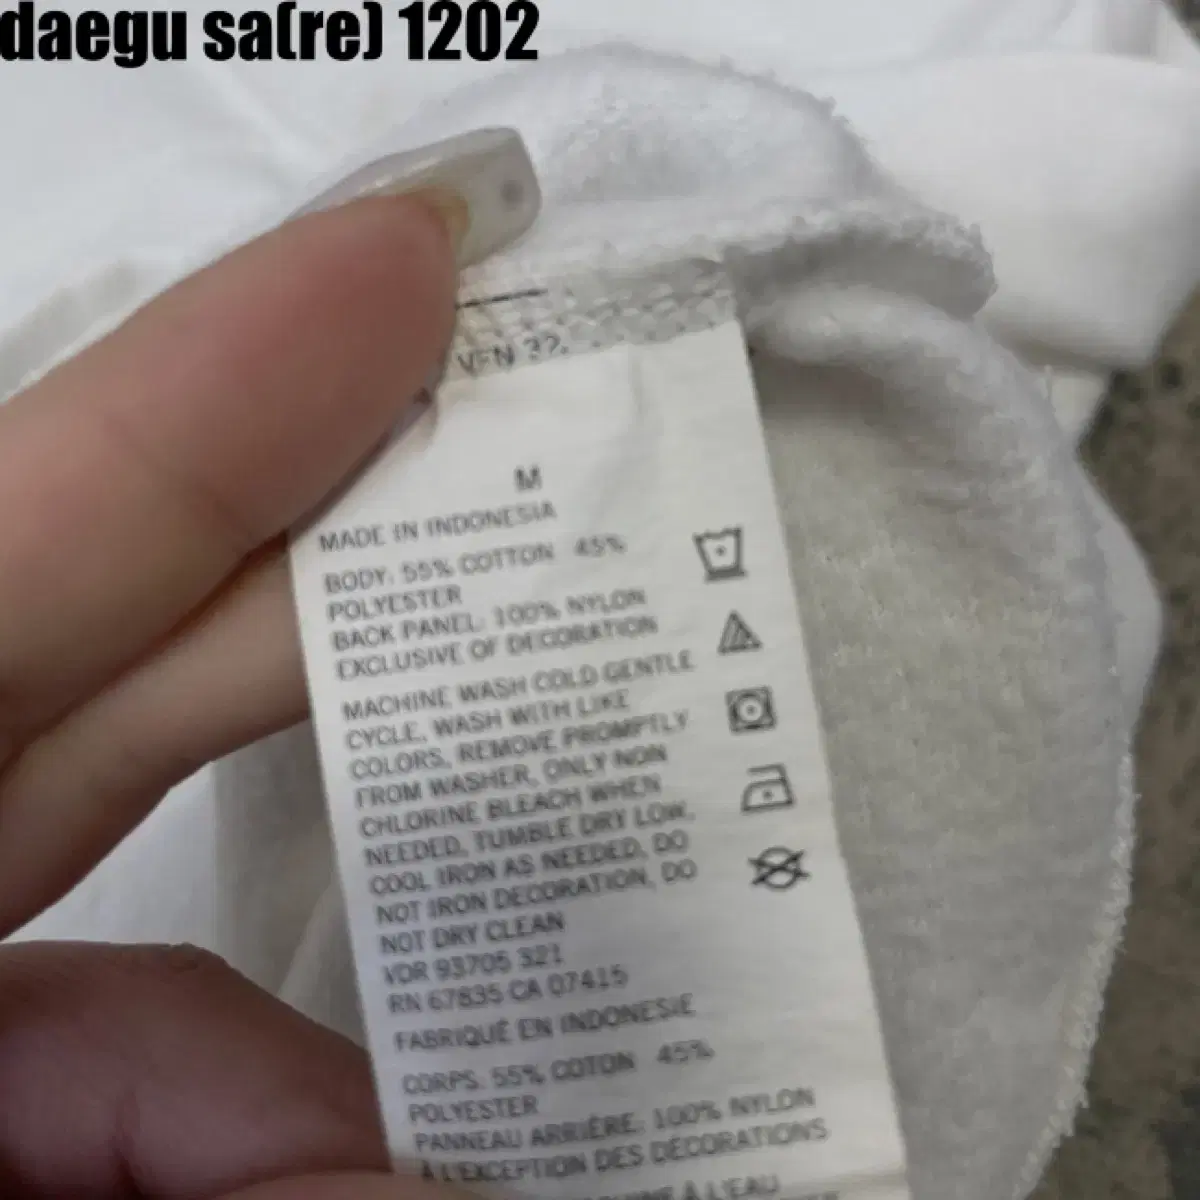 daegu sa(re) 1202
M
MADE IN INDONESIA
BODY: 55% COTTON 45%
POLYESTER
BACK PANEL: 100% NYLON
EXCLUSIVE OF DECORATION
MACHINE WASH COLD GENTLE
CYCLE, WASH WITH LIKE
COLORS, REMOVE PROMPTLY
FROM WASHER, ONLY NON
CHLORINE BLEACH WHEN
NEEDED, TUMBLE DRY LOW,
COOL IRON AS NEEDED, DO
NOT IRON DECORATION, DO
NOT DRY CLEAN
VDR 93705 321
RN 67835 CA 07415
FABRIQUÉ EN INDONESIE
CORPS: 55% COTON 45%
POLYESTER
PANNEAU ARRIÈRE: 100% NYLON
À L'EXCEPTION DES DÉCORATIONS
À L'EAU